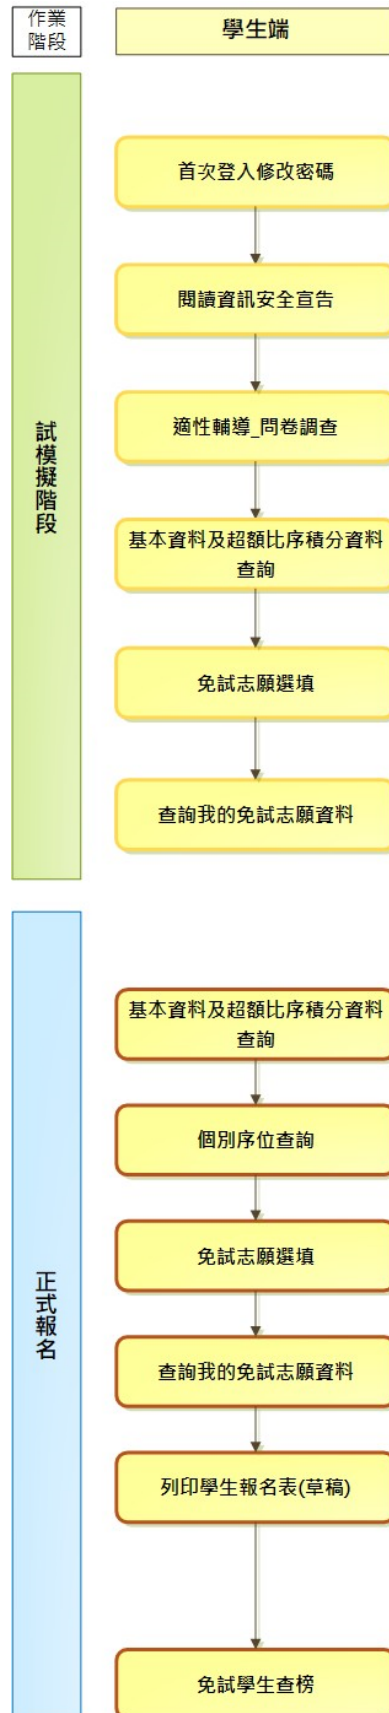 作業
階段
學生端
試模擬階段
首次登入修改密碼
閱讀資訊安全宣告
適性輔導_問卷調查
基本資料及超額比序積分資料
查詢
免試志願選填
查詢我的免試志願資料
正式報名
基本資料及超額比序積分資料
查詢
個別序位查詢
免試志願選填
查詢我的免試志願資料
列印學生報名表(草稿)
免試學生查榜